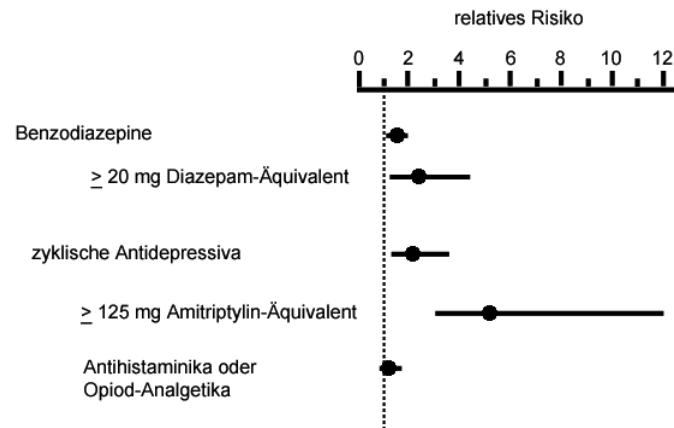 relatives Risiko
0 2 4 6 8 10 12
Benzodiazepine
≥ 20 mg Diazepam-Äquivalent
zyklische Antidepressiva
≥ 125 mg Amitriptylin-Äquivalent
Antihistaminika oder
Opiod-Analgetika